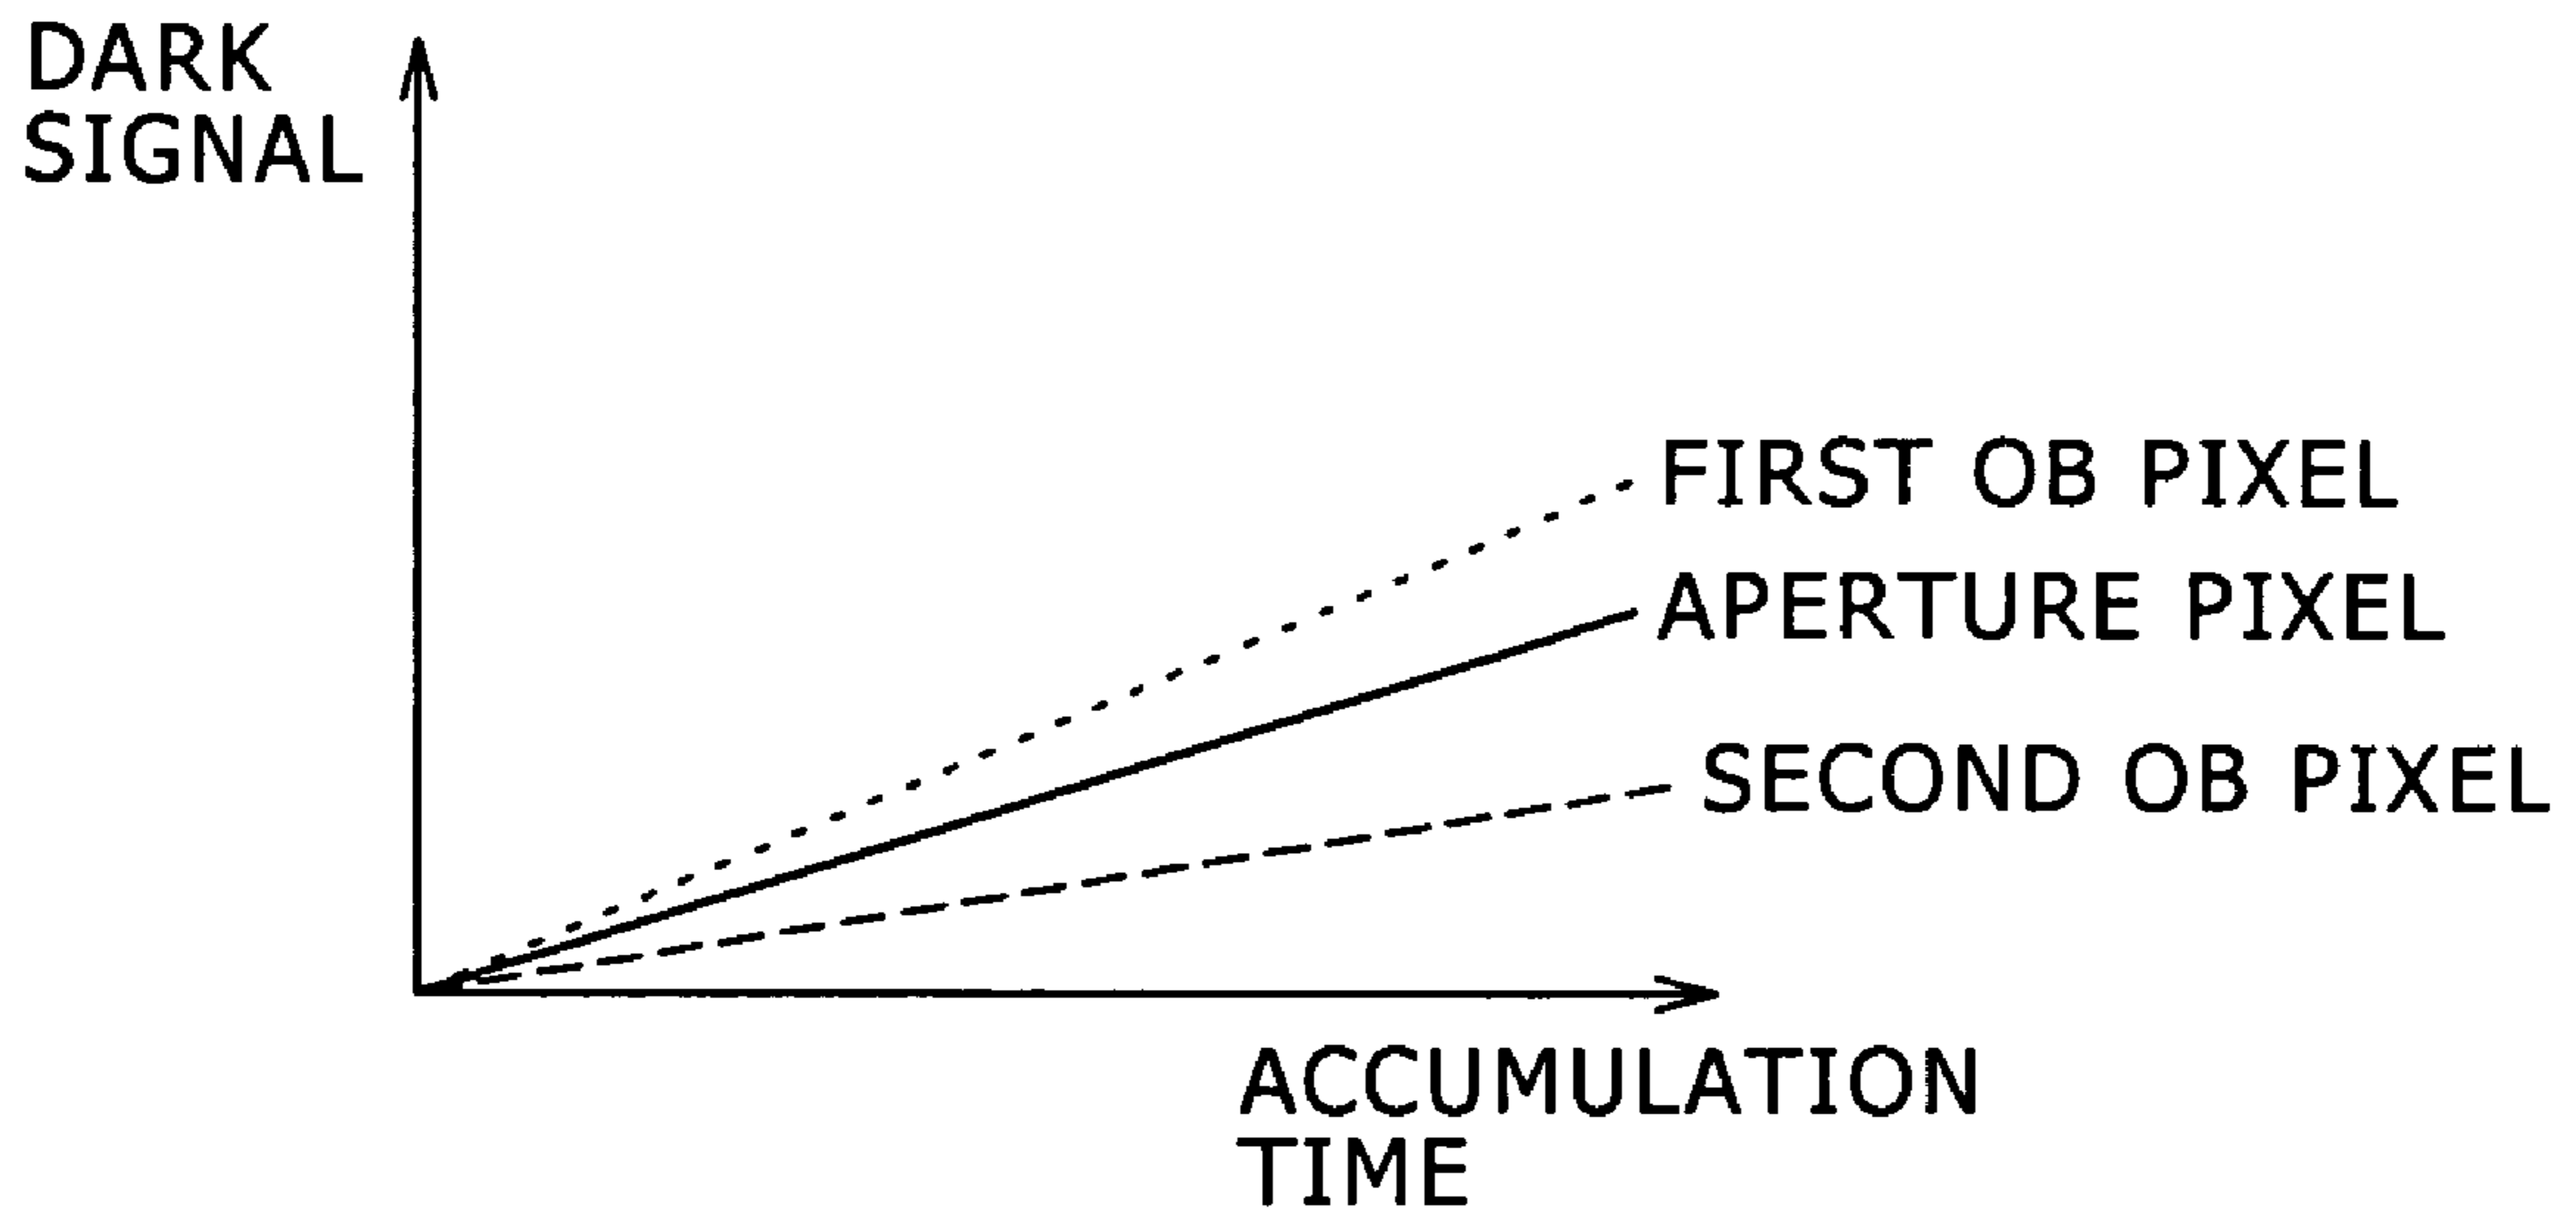 DARK
SIGNAL
FIRST OB PIXEL
APERTURE PIXEL
SECOND OB PIXEL
ACCUMULATION
TIME